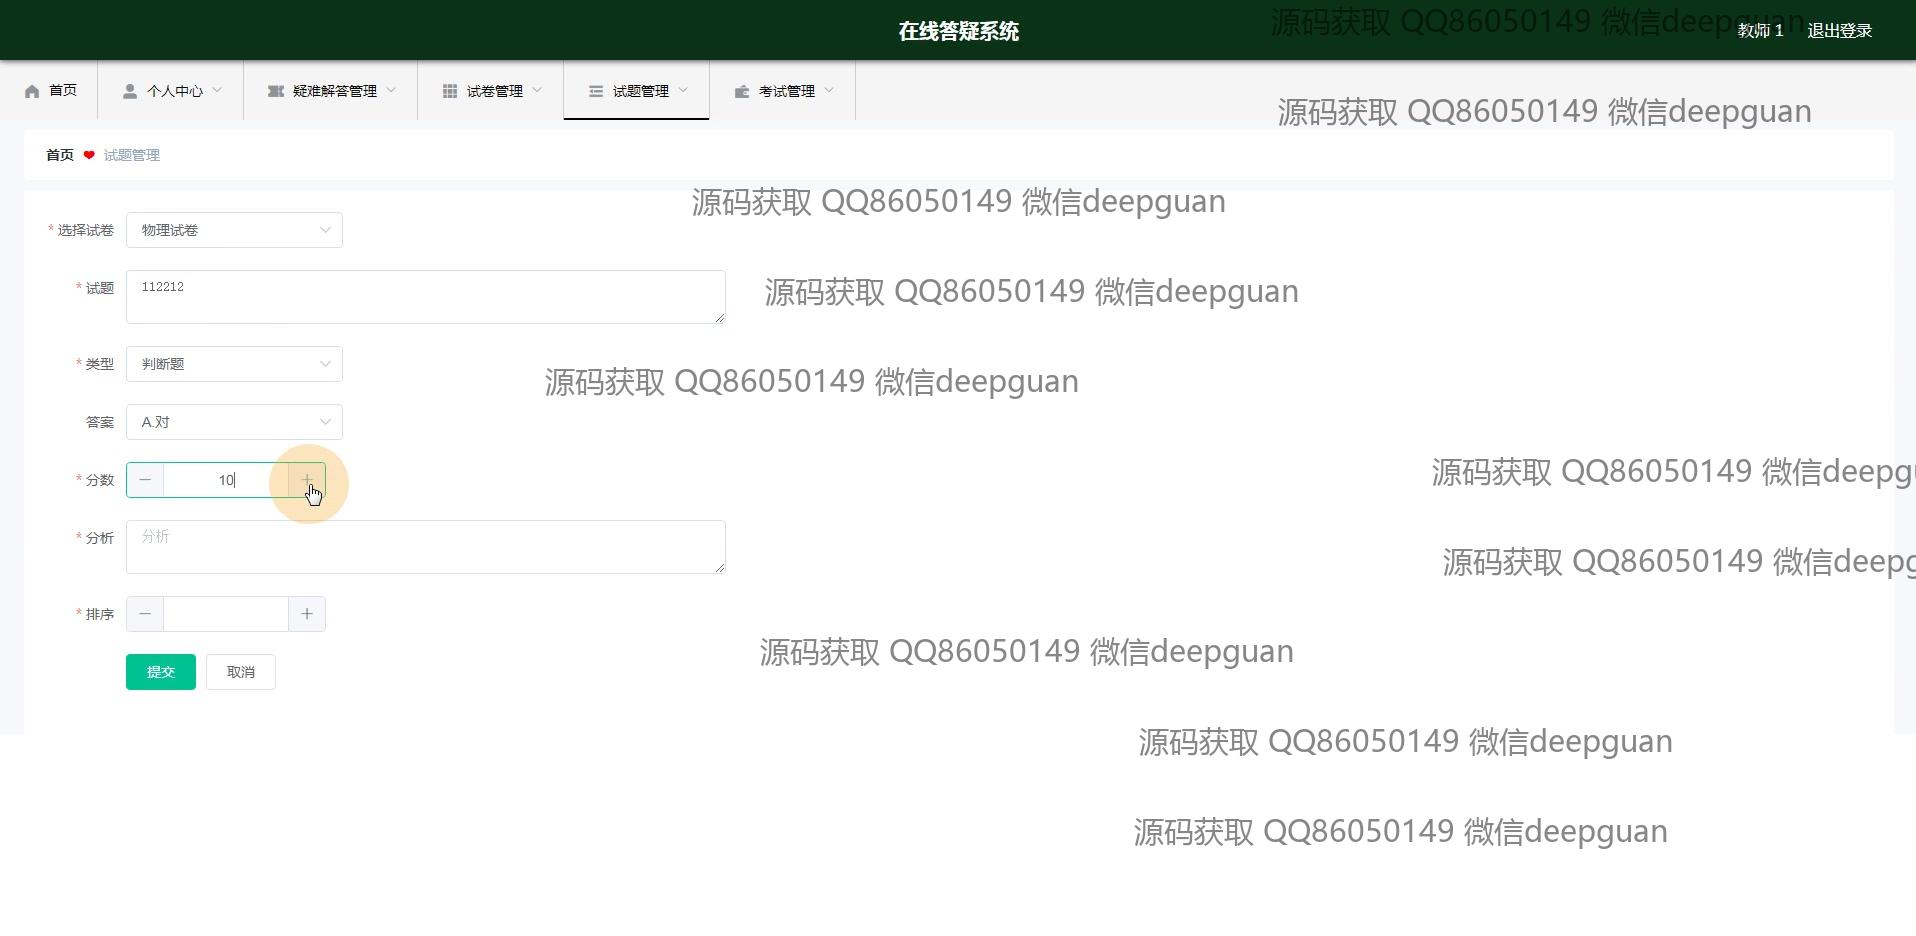 在线答疑系统
源码获取 QQ86050149 微信deepguan
教师 1
退出登录
首页
个人中心
疑难解答管理
试卷管理
试题管理
考试管理
源码获取 QQ86050149 微信deepguan
首页
试题管理
源码获取 QQ86050149 微信deepguan
* 选择试卷
物理试卷
* 试题
112212
源码获取 QQ86050149 微信deepguan
* 类型
判断题
源码获取 QQ86050149 微信deepguan
答案
A.对
* 分数
10
源码获取 QQ86050149 微信deepg
* 分析
分析
源码获取 QQ86050149 微信deepg
* 排序
源码获取 QQ86050149 微信deepguan
提交
取消
源码获取 QQ86050149 微信deepguan
源码获取 QQ86050149 微信deepguan